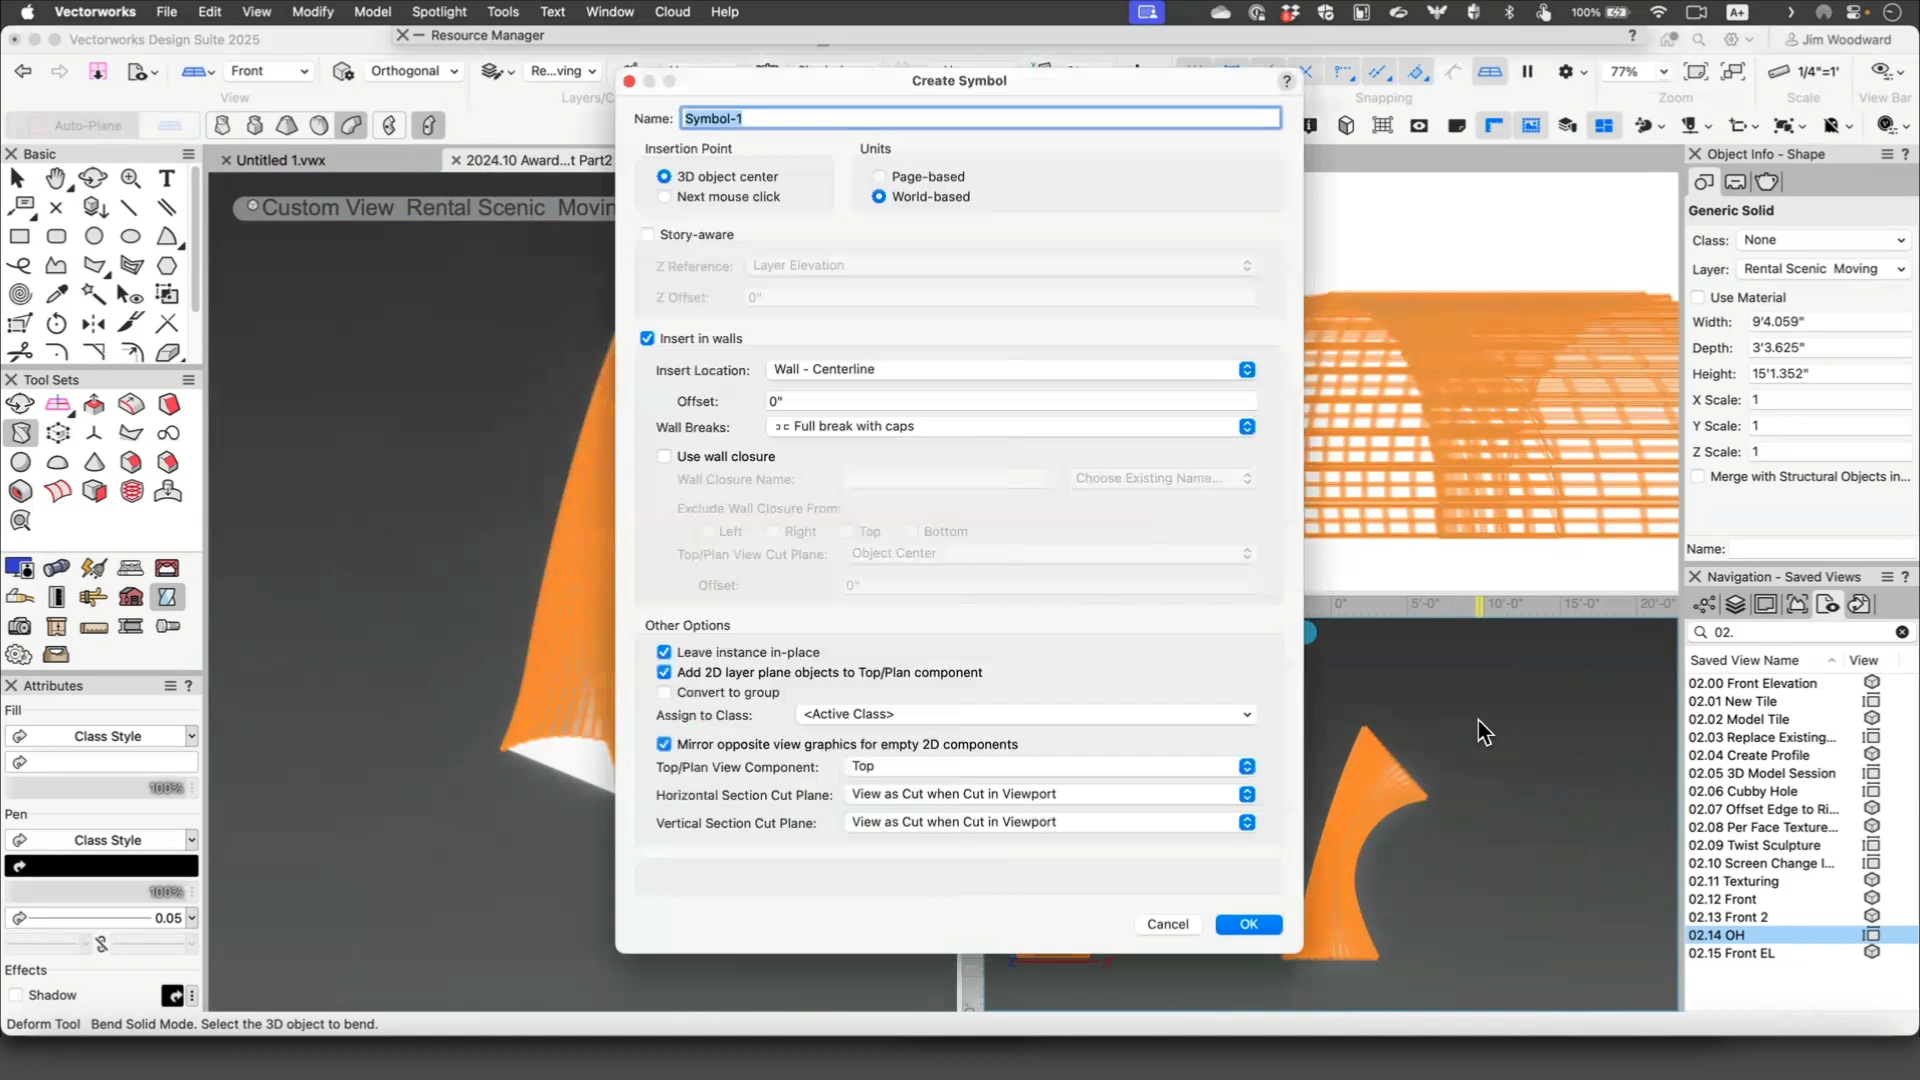 Vectorworks File Edit View Modify Model Spotlight Tools Text Window Cloud Help
100% A+
Vectorworks Design Suite 2025
Resource Manager
? Jim Woodward
Front Orthogonal Re...ving 77% 1/4"=1'
View Layers/C Snapping Zoom Scale View Bar
Auto-Plane
Create Symbol
?
Name: Symbol-1
Insertion Point
3D object center
Next mouse click
Units
Page-based
World-based
Story-aware
Z Reference: Layer Elevation
Z Offset: 0"
Insert in walls
Insert Location: Wall - Centerline
Offset: 0"
Wall Breaks: Full break with caps
Use wall closure
Wall Closure Name: Choose Existing Name...
Exclude Wall Closure From:
Left Right Top Bottom
Top/Plan View Cut Plane: Object Center
Offset: 0"
Other Options
Leave instance in-place
Add 2D layer plane objects to Top/Plan component
Convert to group
Assign to Class: <Active Class>
Mirror opposite view graphics for empty 2D components
Top/Plan View Component: Top
Horizontal Section Cut Plane: View as Cut when Cut in Viewport
Vertical Section Cut Plane: View as Cut when Cut in Viewport
Cancel OK
Basic
Untitled 1.vwx
2024.10 Award...t Part2
Custom View Rental Scenic Movin
Tool Sets
Attributes ?
Fill
Class Style
100%
Pen
Class Style
100%
0.05
Effects
Shadow
Object Info - Shape ?
Generic Solid
Class: None
Layer: Rental Scenic Moving
Use Material
Width: 9'4.059"
Depth: 3'3.625"
Height: 15'1.352"
X Scale: 1
Y Scale: 1
Z Scale: 1
Merge with Structural Objects in...
Name:
0" 5'-0" 10'-0" 15'-0" 20'-0"
Navigation - Saved Views ?
02.
Saved View Name View
02.00 Front Elevation
02.01 New Tile
02.02 Model Tile
02.03 Replace Existing...
02.04 Create Profile
02.05 3D Model Session
02.06 Cubby Hole
02.07 Offset Edge to Ri...
02.08 Per Face Texture...
02.09 Twist Sculpture
02.10 Screen Change I...
02.11 Texturing
02.12 Front
02.13 Front 2
02.14 OH
02.15 Front EL
Deform Tool Bend Solid Mode. Select the 3D object to bend.